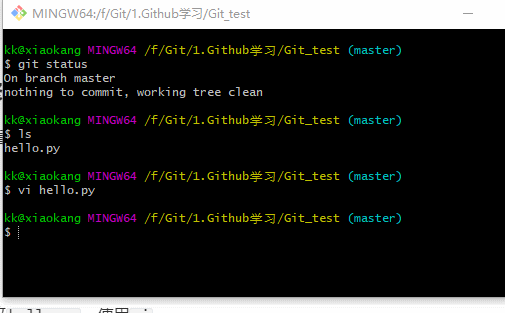 MINGW64:/f/Git/1.Github学习/Git_test
kk@xiaokang MINGW64 /f/Git/1.Github学习/Git_test (master)
$ git status
On branch master
nothing to commit, working tree clean
kk@xiaokang MINGW64 /f/Git/1.Github学习/Git_test (master)
$ ls
hello.py
kk@xiaokang MINGW64 /f/Git/1.Github学习/Git_test (master)
$ vi hello.py
kk@xiaokang MINGW64 /f/Git/1.Github学习/Git_test (master)
$